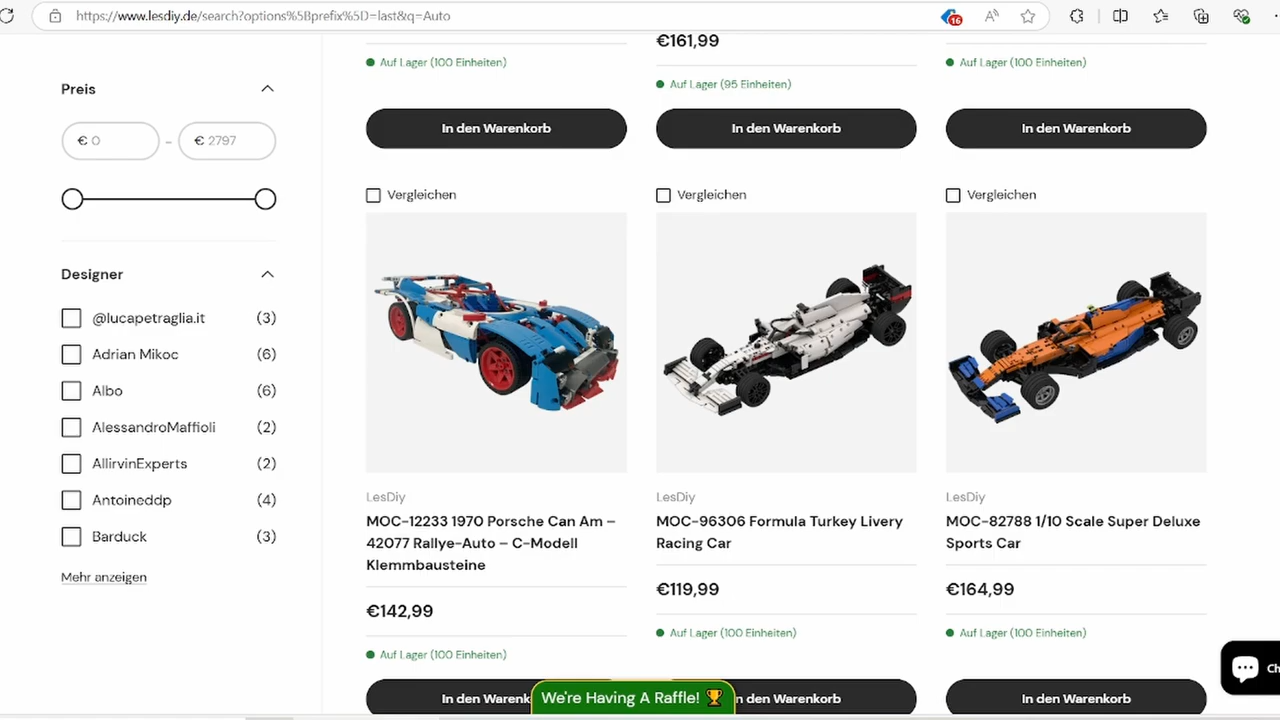 https://www.lesdiy.de/search?options%5Bprefix%5D=last&q=Auto
16
€161,99
Auf Lager (100 Einheiten)
Auf Lager (95 Einheiten)
Auf Lager (100 Einheiten)
In den Warenkorb
In den Warenkorb
In den Warenkorb
Preis
€ 0
–
€ 2797
Designer
@lucapetraglia.it (3)
Adrian Mikoc (6)
Albo (6)
AlessandroMaffioli (2)
AllirvinExperts (2)
Antoineddp (4)
Barduck (3)
Mehr anzeigen
Vergleichen
LesDiy
MOC-12233 1970 Porsche Can Am –
42077 Rallye-Auto – C-Modell
Klemmbausteine
€142,99
Auf Lager (100 Einheiten)
In den Warenk
Vergleichen
LesDiy
MOC-96306 Formula Turkey Livery
Racing Car
€119,99
Auf Lager (100 Einheiten)
n den Warenkorb
Vergleichen
LesDiy
MOC-82788 1/10 Scale Super Deluxe
Sports Car
€164,99
Auf Lager (100 Einheiten)
In den Warenkorb
We're Having A Raffle!
Ch